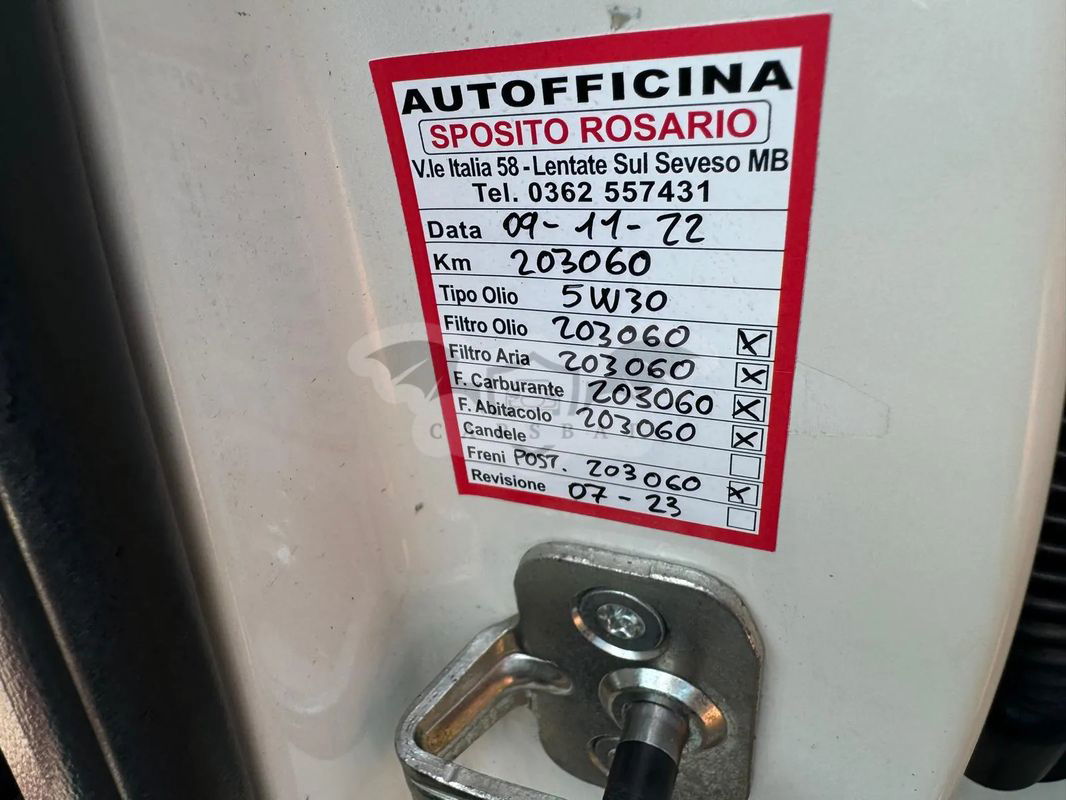 AUTOFFICINA
SPOSITO ROSARIO
V.le Italia 58 - Lentate Sul Seveso MB
Tel. 0362 557431
Data 09-11-22
Km 203060
Tipo Olio 5W30
Filtro Olio 203060 X
Filtro Aria 203060 X
F. Carburante 203060 X
F. Abitacolo 203060 X
Candele
Freni POST. 203060 X
Revisione 07-23